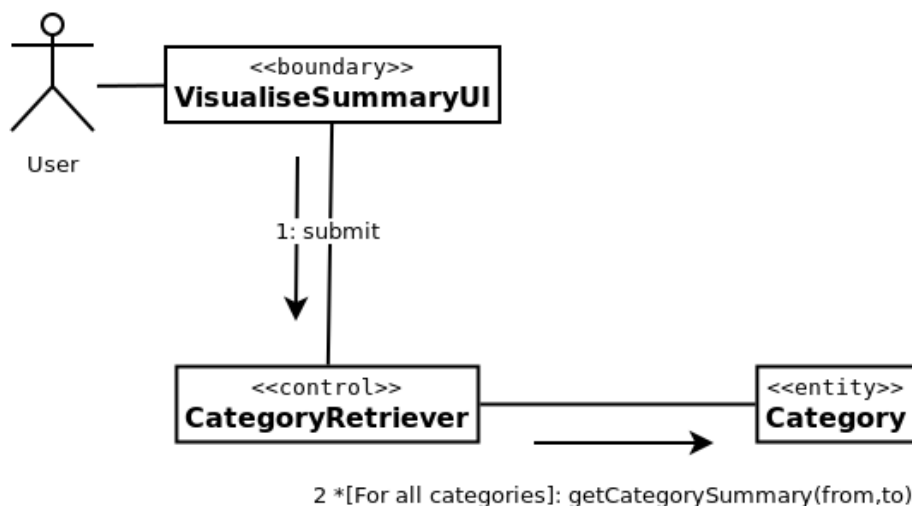 <<boundary>>
VisualiseSummaryUI
User
1: submit
<<control>>
CategoryRetriever
<<entity>>
Category
2 *[For all categories]: getCategorySummary(from,to)